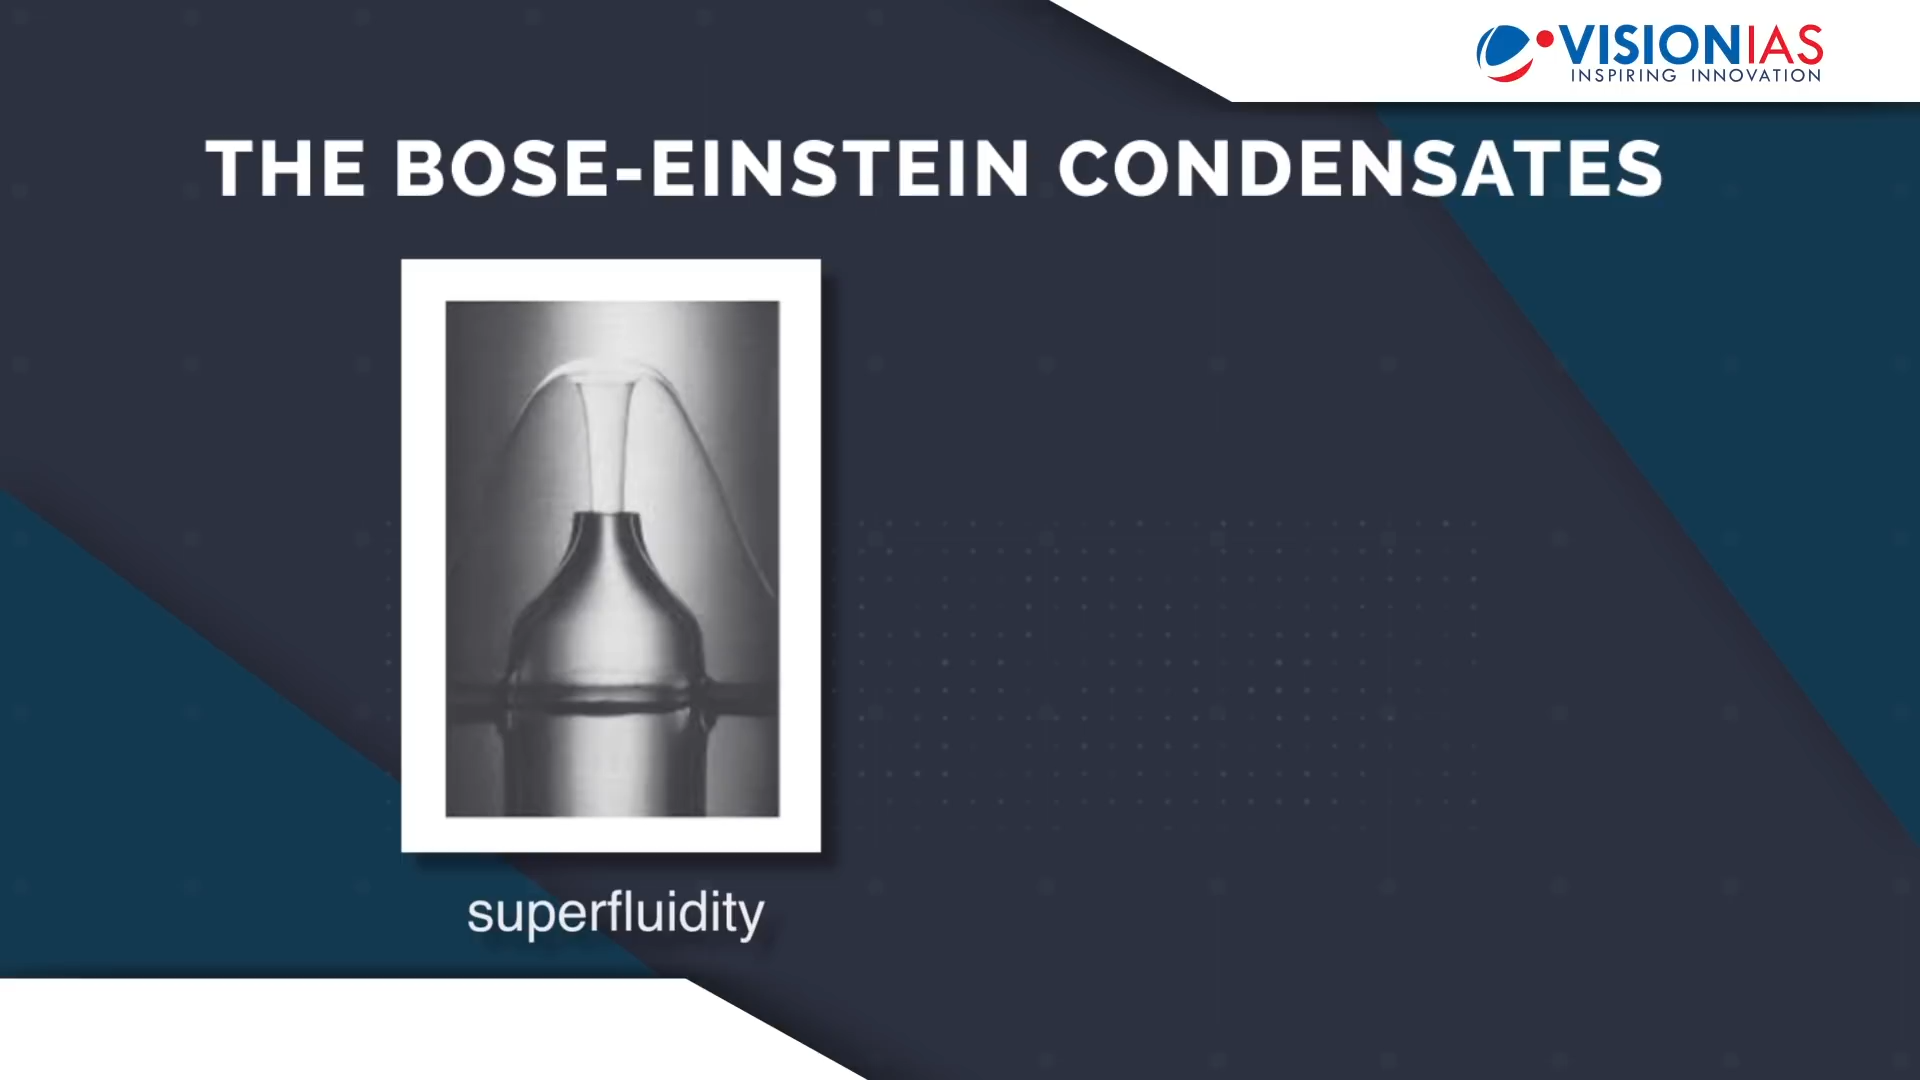 VISIONIAS
INSPIRING INNOVATION
THE BOSE-EINSTEIN CONDENSATES
superfluidity